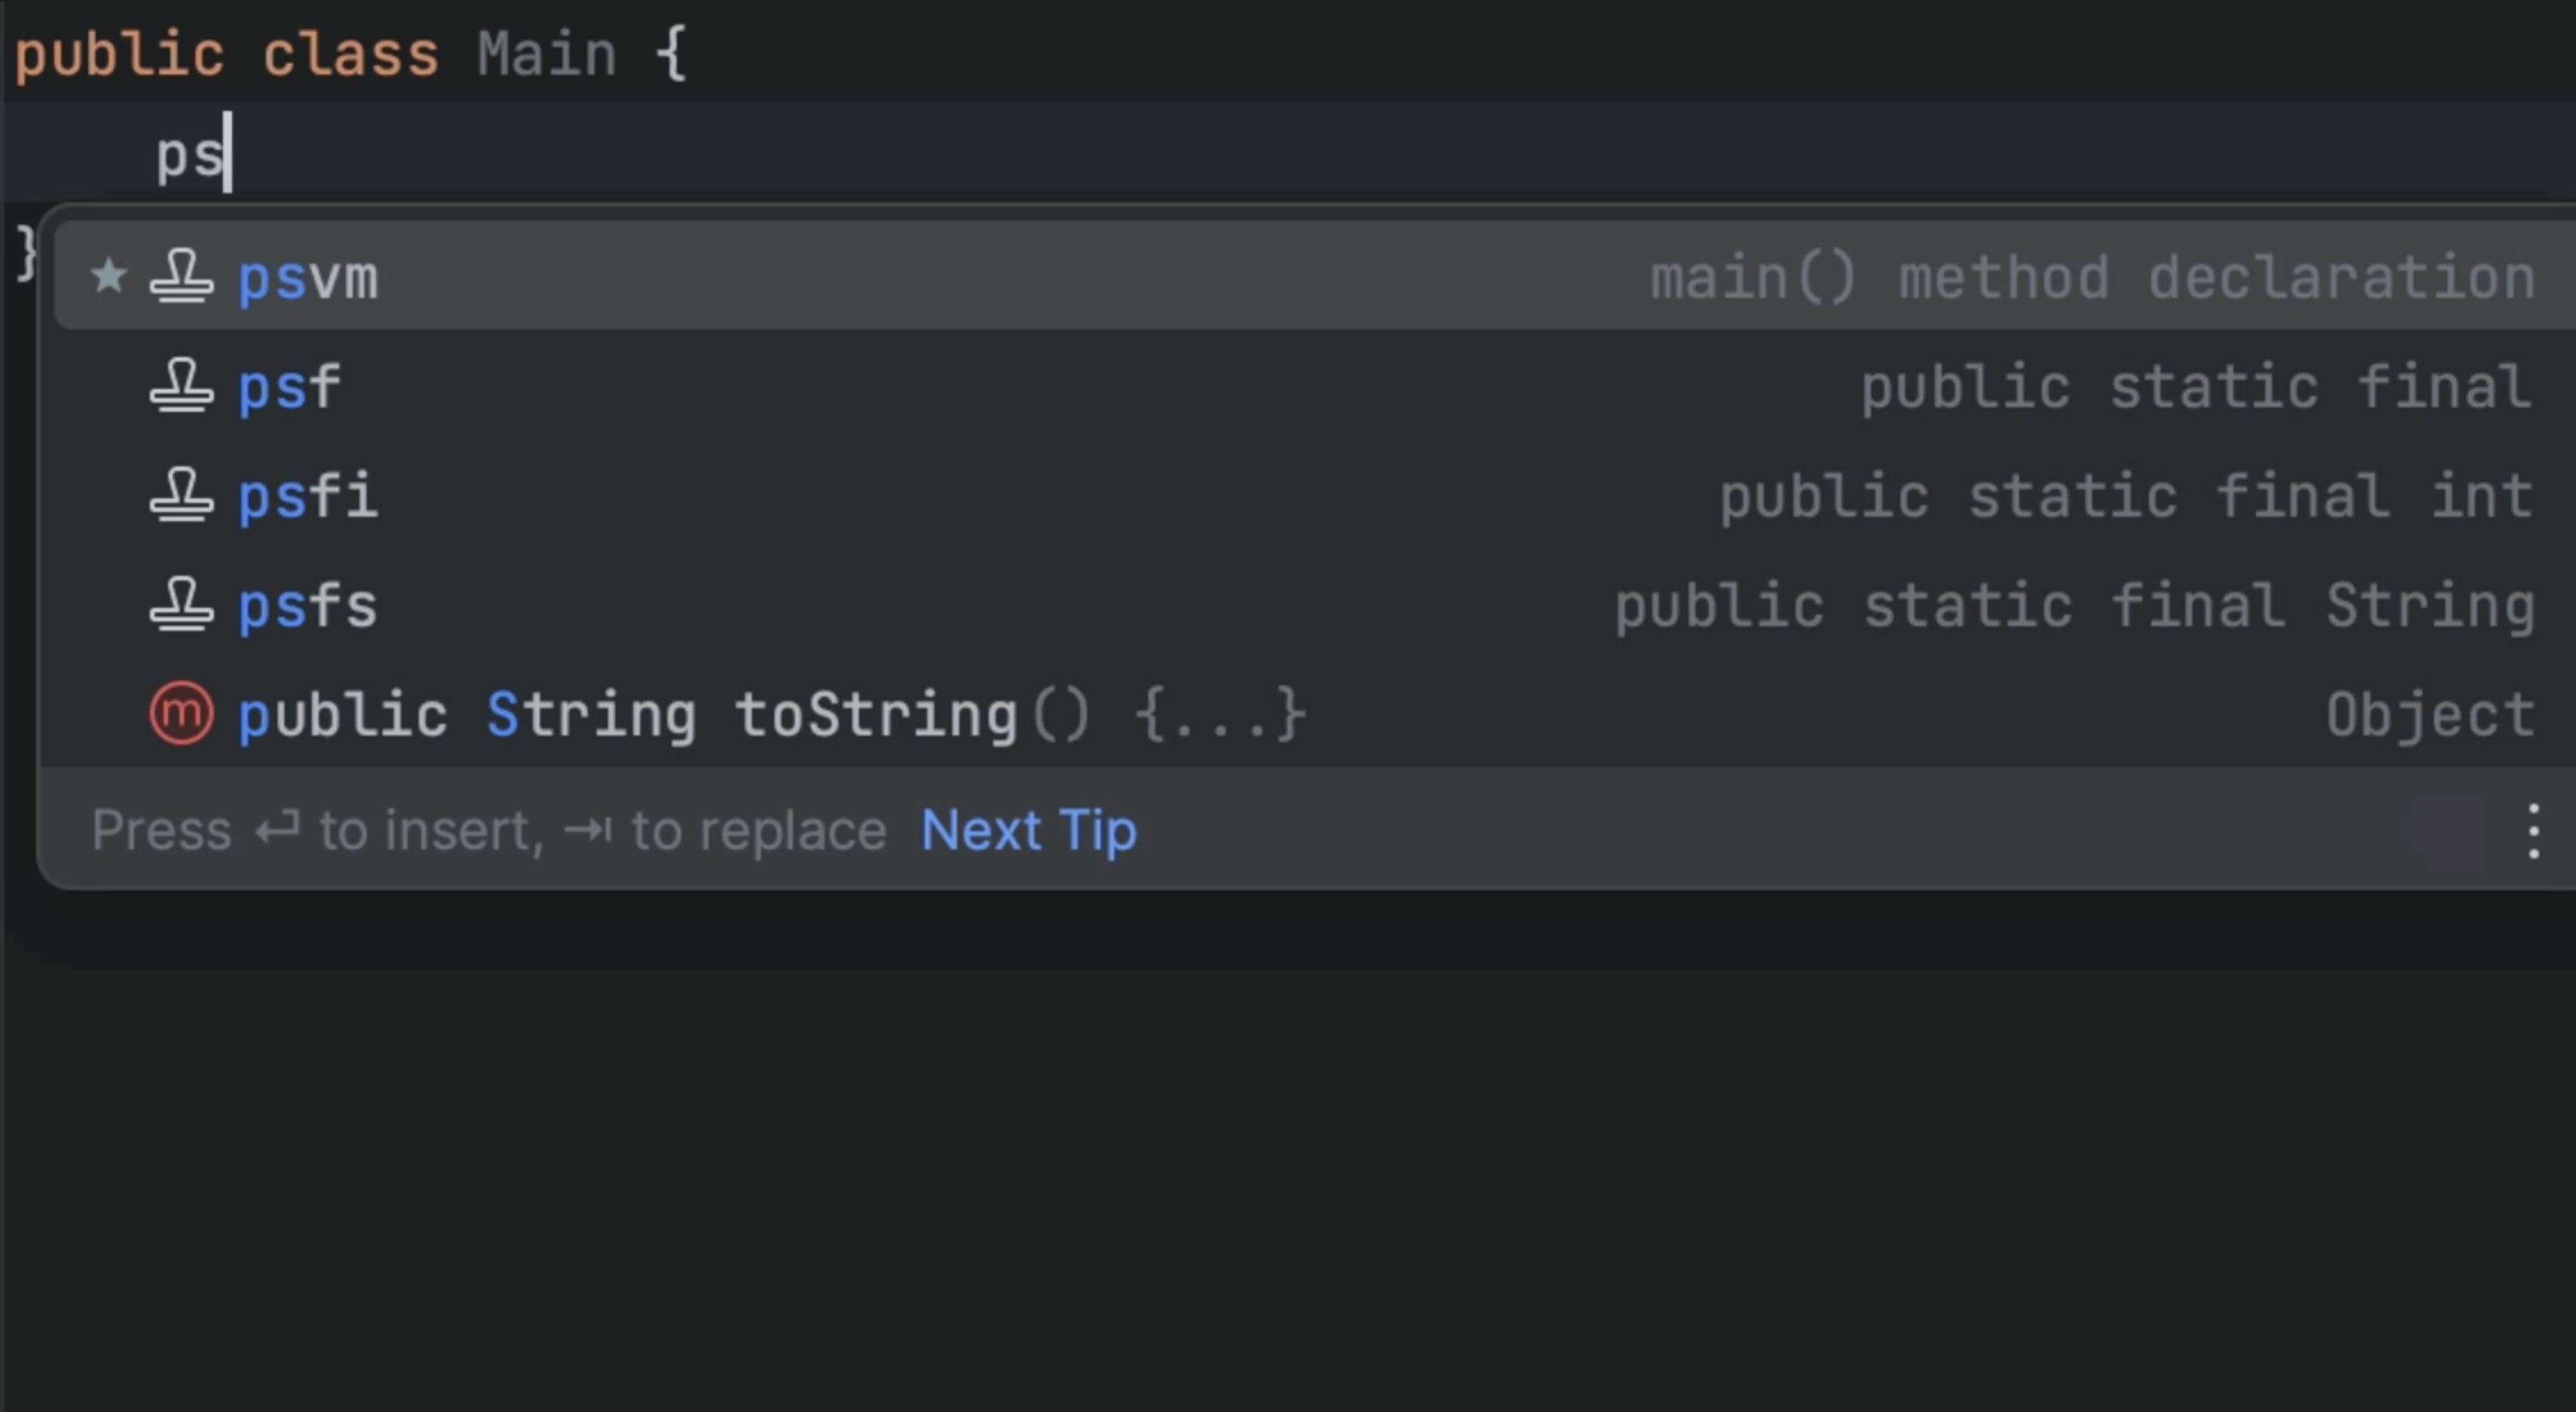 public class Main {
ps
}
psvm main() method declaration
psf public static final
psfi public static final int
psfs public static final String
m public String toString() {...} Object
Press ⏎ to insert, ⇥ to replace Next Tip